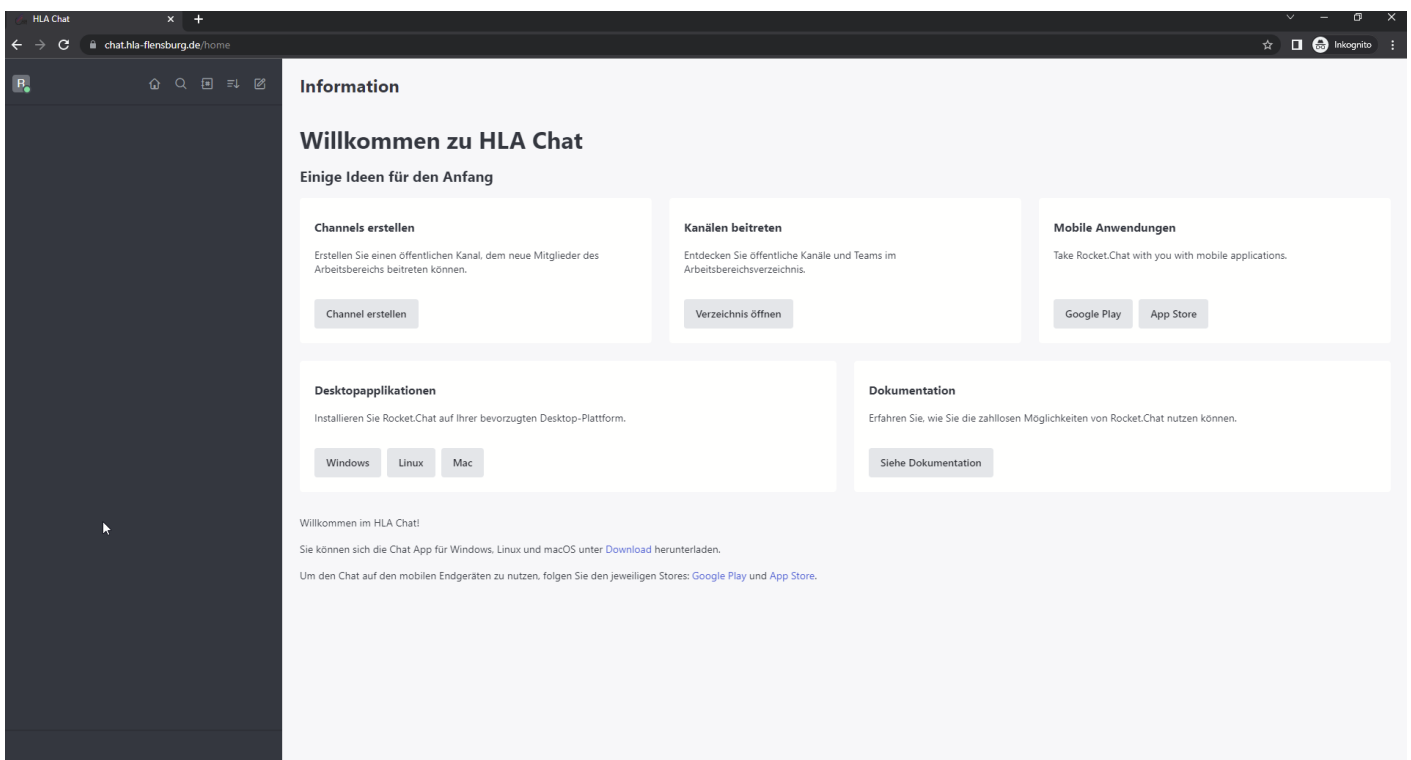 HLA Chat
chat.hla-flensburg.de/home
Inkognito
R
Information
Willkommen zu HLA Chat
Einige Ideen für den Anfang
Channels erstellen
Erstellen Sie einen öffentlichen Kanal, dem neue Mitglieder des
Arbeitsbereichs beitreten können.
Channel erstellen
Kanälen beitreten
Entdecken Sie öffentliche Kanäle und Teams im
Arbeitsbereichsverzeichnis.
Verzeichnis öffnen
Mobile Anwendungen
Take Rocket.Chat with you with mobile applications.
Google Play
App Store
Desktopapplikationen
Installieren Sie Rocket.Chat auf Ihrer bevorzugten Desktop-Plattform.
Windows
Linux
Mac
Dokumentation
Erfahren Sie, wie Sie die zahllosen Möglichkeiten von Rocket.Chat nutzen können.
Siehe Dokumentation
Willkommen im HLA Chat!
Sie können sich die Chat App für Windows, Linux und macOS unter Download herunterladen.
Um den Chat auf den mobilen Endgeräten zu nutzen, folgen Sie den jeweiligen Stores: Google Play und App Store.